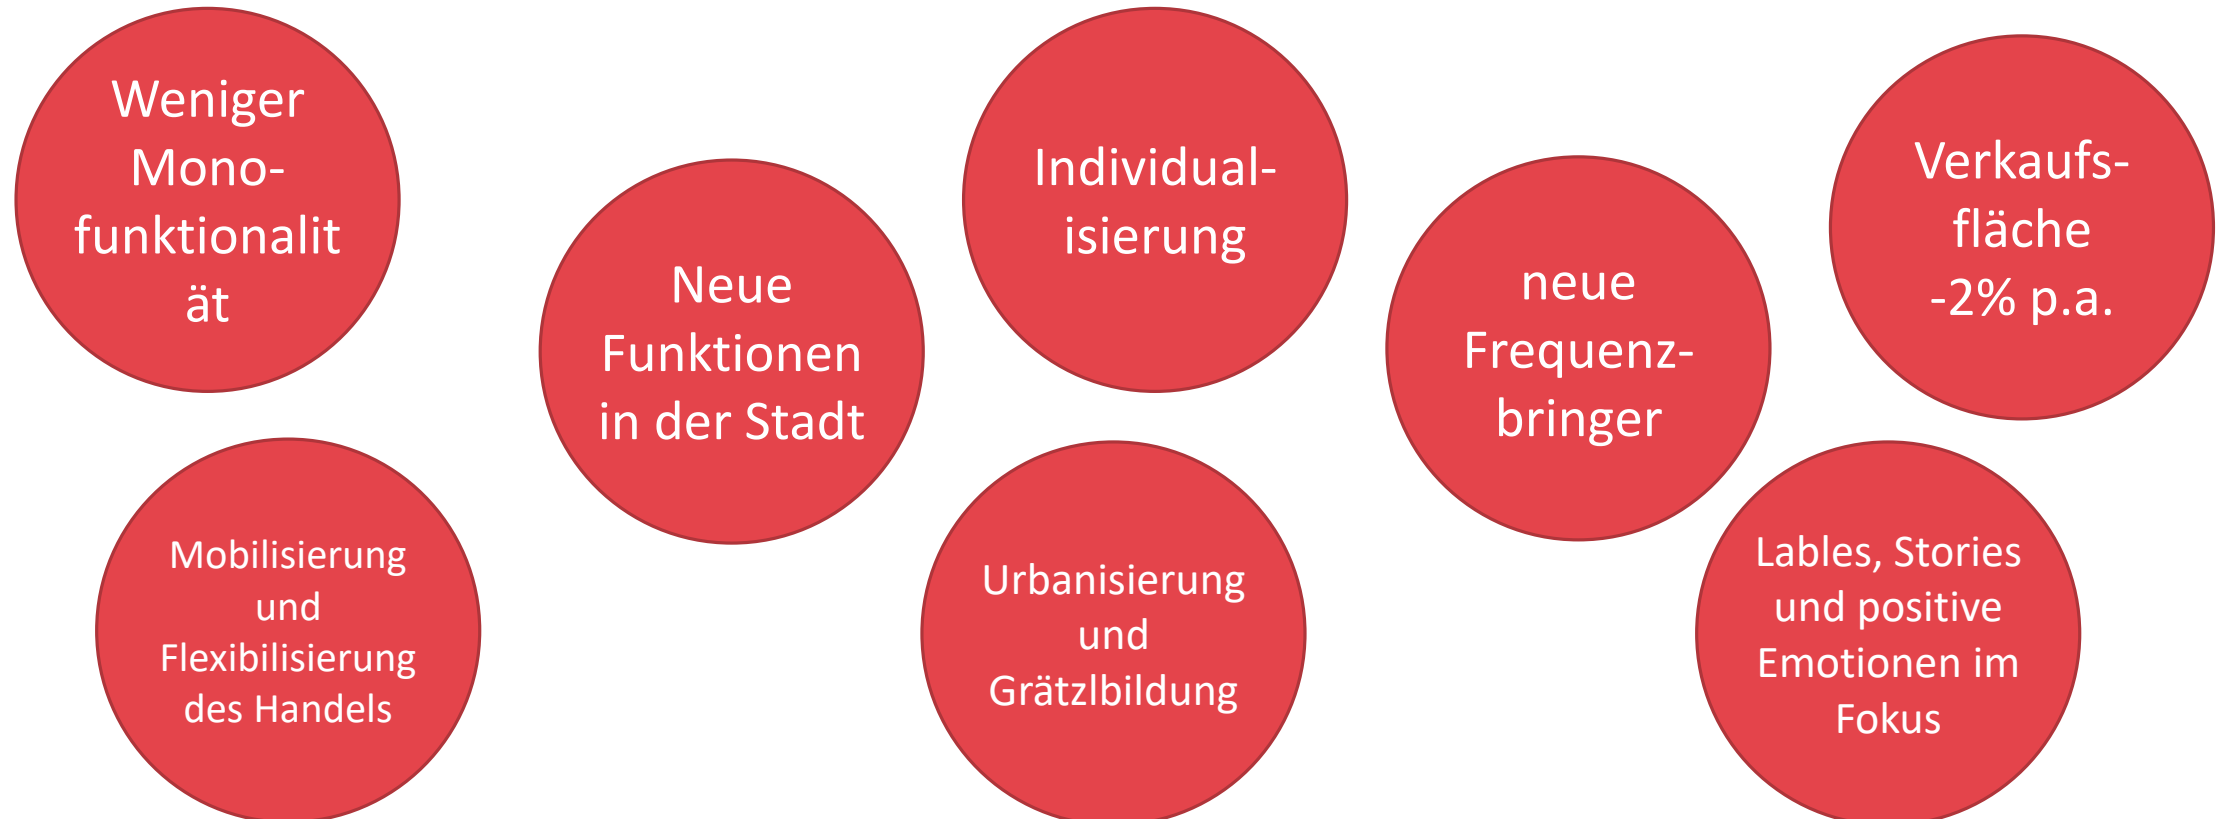 Weniger
Mono-
funktionalit
ät
Neue
Funktionen
in der Stadt
Individual-
isierung
neue
Frequenz-
bringer
Verkaufs-
fläche
-2% p.a.
Mobilisierung
und
Flexibilisierung
des Handels
Urbanisierung
und
Grätzlbildung
Lables, Stories
und positive
Emotionen im
Fokus